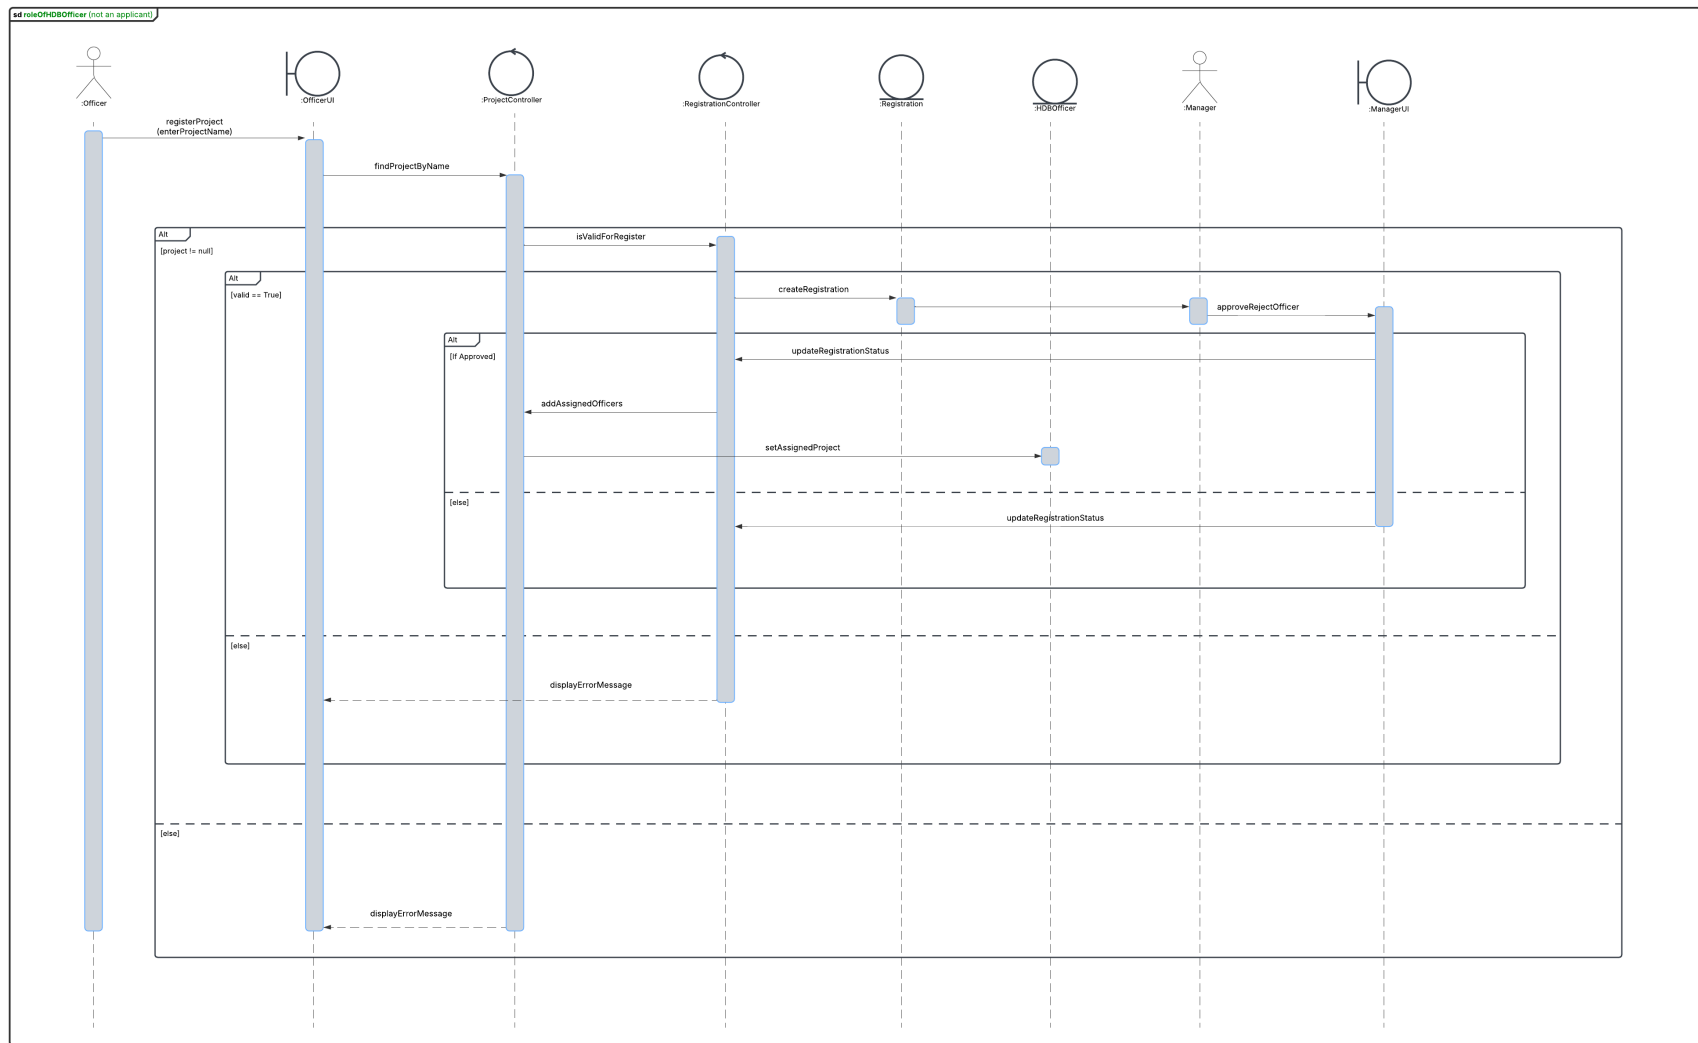 sd roleOfHDBOfficer (not an applicant)
:Officer
:OfficerUI
:ProjectController
:RegistrationController
:Registration
:HDBOfficer
:Manager
:ManagerUI
registerProject
(enterProjectName)
findProjectByName
Alt
[project != null]
isValidForRegister
Alt
[valid == True]
createRegistration
approveRejectOfficer
Alt
[If Approved]
updateRegistrationStatus
addAssignedOfficers
setAssignedProject
[else]
updateRegistrationStatus
[else]
displayErrorMessage
[else]
displayErrorMessage